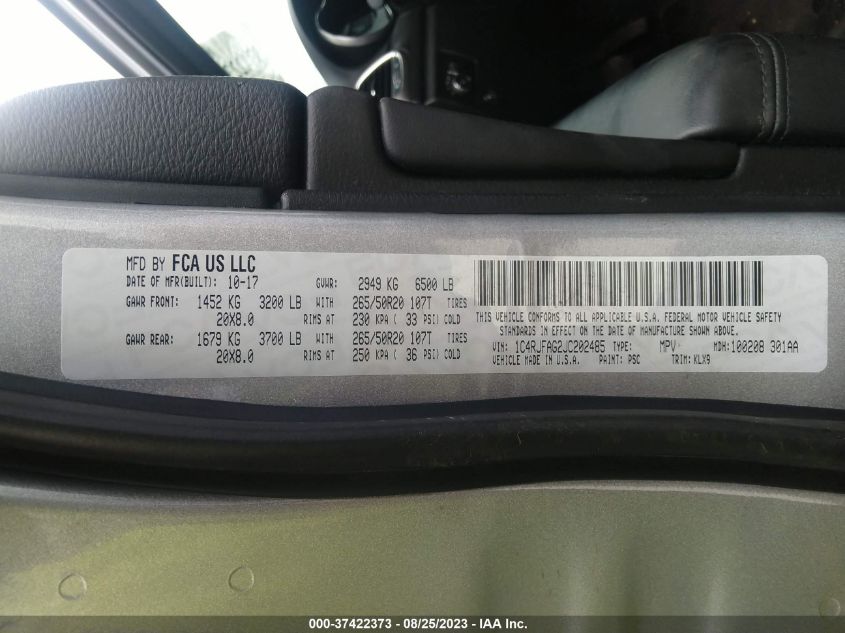 MFD BY FCA US LLC
DATE OF MFR(BUILT): 10-17 GVWR: 2949 KG 6500 LB
GAWR FRONT: 1452 KG 3200 LB WITH 265/50R20 107T TIRES
20X8.0 RIMS AT 230 KPA ( 33 PSI) COLD
GAWR REAR: 1679 KG 3700 LB WITH 265/50R20 107T TIRES
20X8.0 RIMS AT 250 KPA ( 36 PSI) COLD
THIS VEHICLE CONFORMS TO ALL APPLICABLE U.S.A. FEDERAL MOTOR VEHICLE SAFETY
STANDARDS IN EFFECT ON THE DATE OF MANUFACTURE SHOWN ABOVE.
VIN: 1C4RJFAG2JC202485 TYPE: MPV MDH:100208 301AA
VEHICLE MADE IN U.S.A. PAINT: PSC TRIM: KLX9
000-37422373 - 08/25/2023 - IAA Inc.